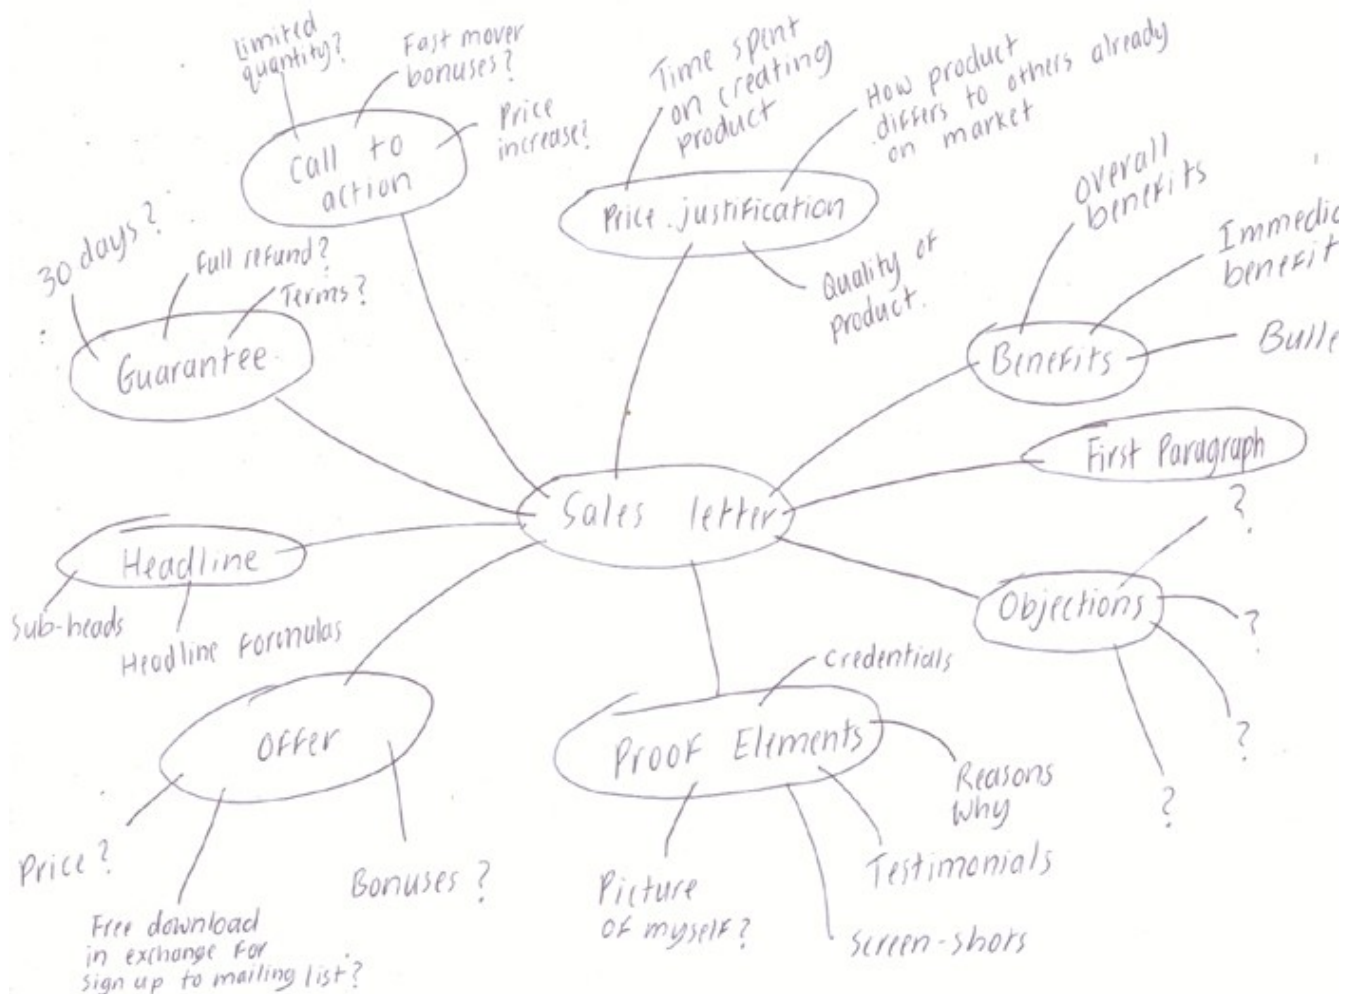 Limited
quantity?
Fast mover
bonuses?
Price
increase?
Call to
action
Time spent
on creating
product
How product
differs to others already
on market
Price justification
Quality of
product.
overall
benefits
Immedic
benefit
Bulle
Benefits
30 days?
Full refund?
Terms?
Guarantee
First Paragraph
Sales letter
Headline
Sub-heads
Headline formulas
Objections
?
?
?
?
Offer
Price?
Free download
in exchange for
sign up to mailing list?
Bonuses?
Proof Elements
credentials
Reasons
why
Testimonials
Screen-shots
Picture
of myself?